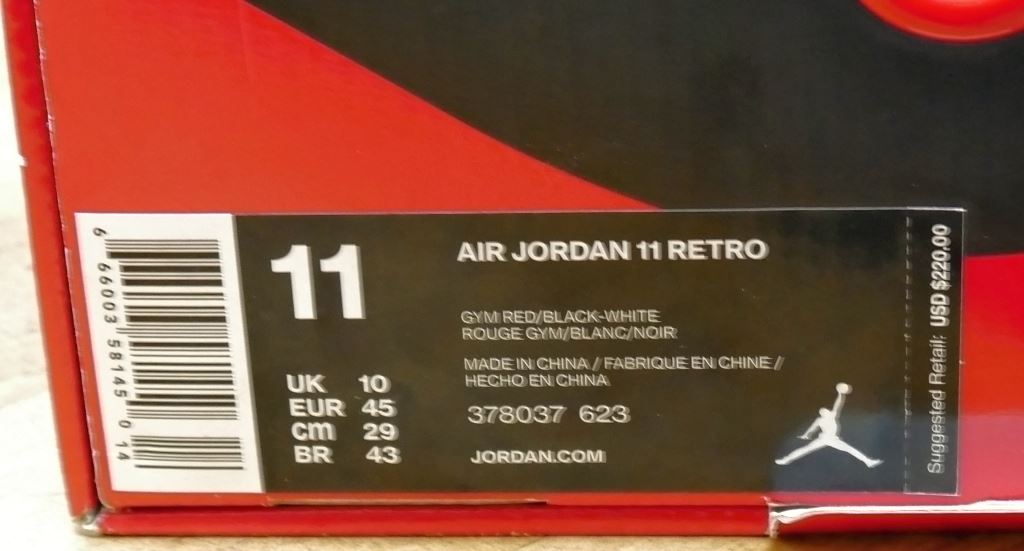 6 66003 58145 014
11
UK 10
EUR 45
cm 29
BR 43
AIR JORDAN 11 RETRO
GYM RED/BLACK-WHITE
ROUGE GYM/BLANC/NOIR
MADE IN CHINA / FABRIQUE EN CHINE /
HECHO EN CHINA
378037 623
JORDAN.COM
Suggested Retail: USD $220.00